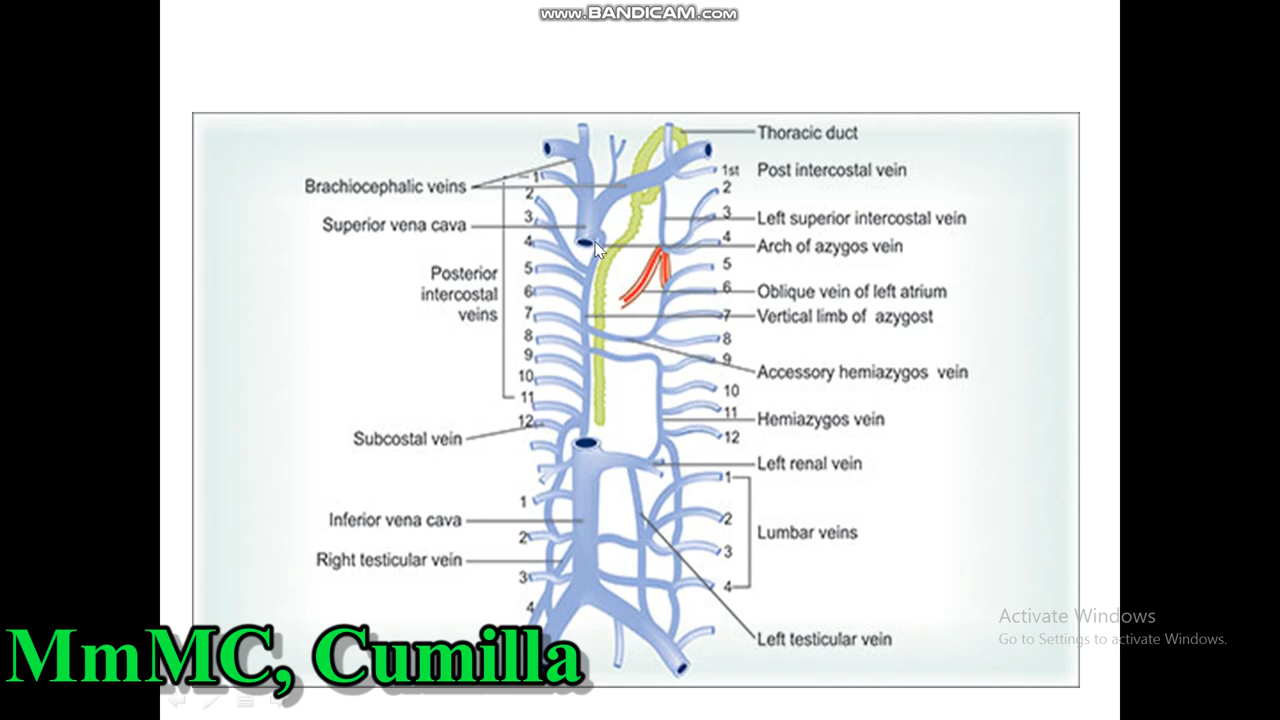 www.BANDICAM.com
Thoracic duct
1st Post intercostal vein
Brachiocephalic veins
1
2
2
Superior vena cava
3
3
Left superior intercostal vein
4
4
Arch of azygos vein
Posterior
intercostal
veins
5
5
6
6
Oblique vein of left atrium
7
7
Vertical limb of azygost
8
8
9
9
Accessory hemiazygos vein
10
10
11
11
Hemiazygos vein
12
12
Subcostal vein
Left renal vein
1
1
Inferior vena cava
2
2
Lumbar veins
Right testicular vein
3
3
4
4
Left testicular vein
Activate Windows
Go to Settings to activate Windows.
MmMC, Cumilla